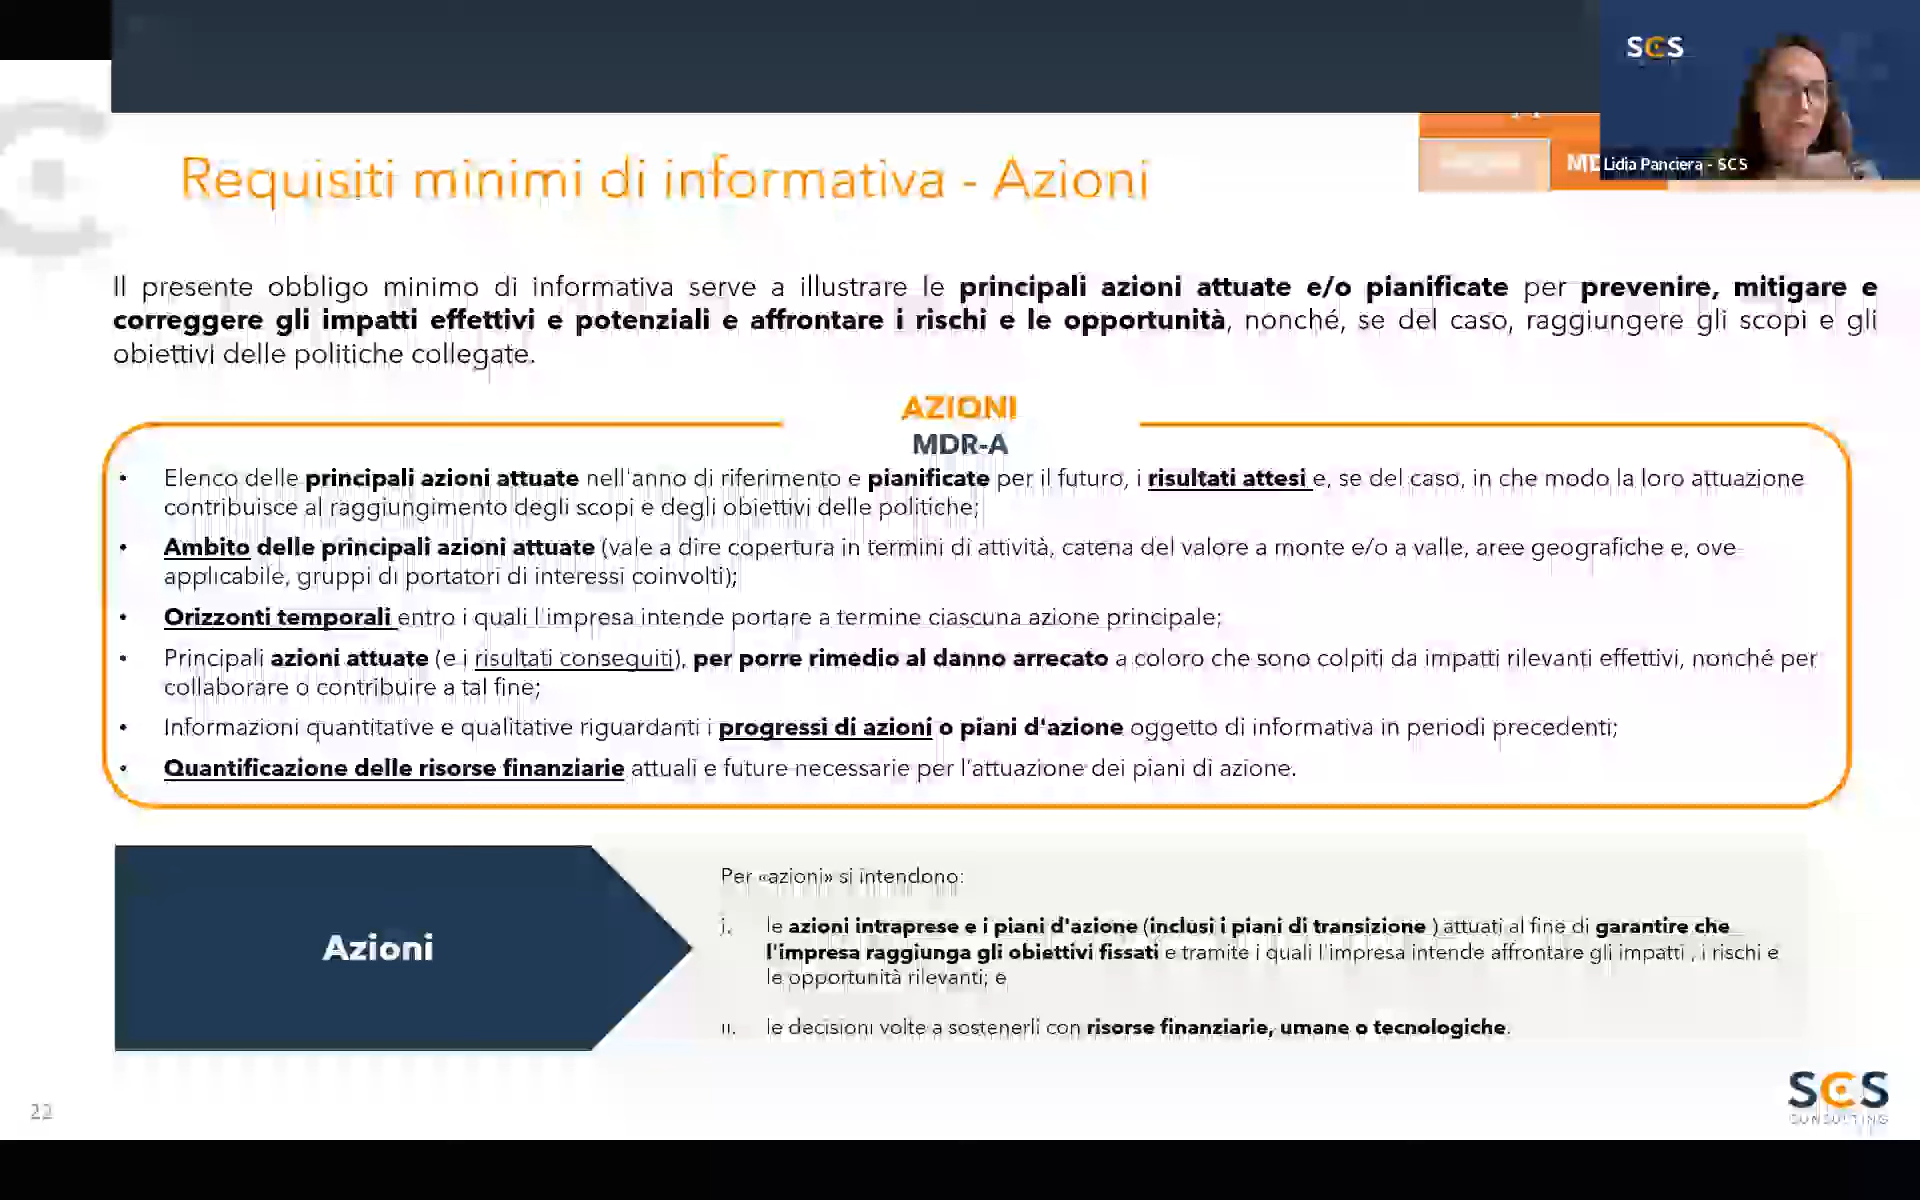 SCS
MD
Lidia Panciera - SCS
Requisiti minimi di informativa - Azioni
Il presente obbligo minimo di informativa serve a illustrare le principali azioni attuate e/o pianificate per prevenire, mitigare e
correggere gli impatti effettivi e potenziali e affrontare i rischi e le opportunità, nonché, se del caso, raggiungere gli scopi e gli
obiettivi delle politiche collegate.
AZIONI
MDR-A
• Elenco delle principali azioni attuate nell'anno di riferimento e pianificate per il futuro, i risultati attesi e, se del caso, in che modo la loro attuazione
contribuisce al raggiungimento degli scopi e degli obiettivi delle politiche;
• Ambito delle principali azioni attuate (vale a dire copertura in termini di attività, catena del valore a monte e/o a valle, aree geografiche e, ove
applicabile, gruppi di portatori di interessi coinvolti);
• Orizzonti temporali entro i quali l'impresa intende portare a termine ciascuna azione principale;
• Principali azioni attuate (e i risultati conseguiti), per porre rimedio al danno arrecato a coloro che sono colpiti da impatti rilevanti effettivi, nonché per
collaborare o contribuire a tal fine;
• Informazioni quantitative e qualitative riguardanti i progressi di azioni o piani d'azione oggetto di informativa in periodi precedenti;
• Quantificazione delle risorse finanziarie attuali e future necessarie per l'attuazione dei piani di azione.
Azioni
Per «azioni» si intendono:
i. le azioni intraprese e i piani d'azione (inclusi i piani di transizione ) attuati al fine di garantire che
l'impresa raggiunga gli obiettivi fissati e tramite i quali l'impresa intende affrontare gli impatti , i rischi e
le opportunità rilevanti; e
ii. le decisioni volte a sostenerli con risorse finanziarie, umane o tecnologiche.
22
SCS
CONSULTING